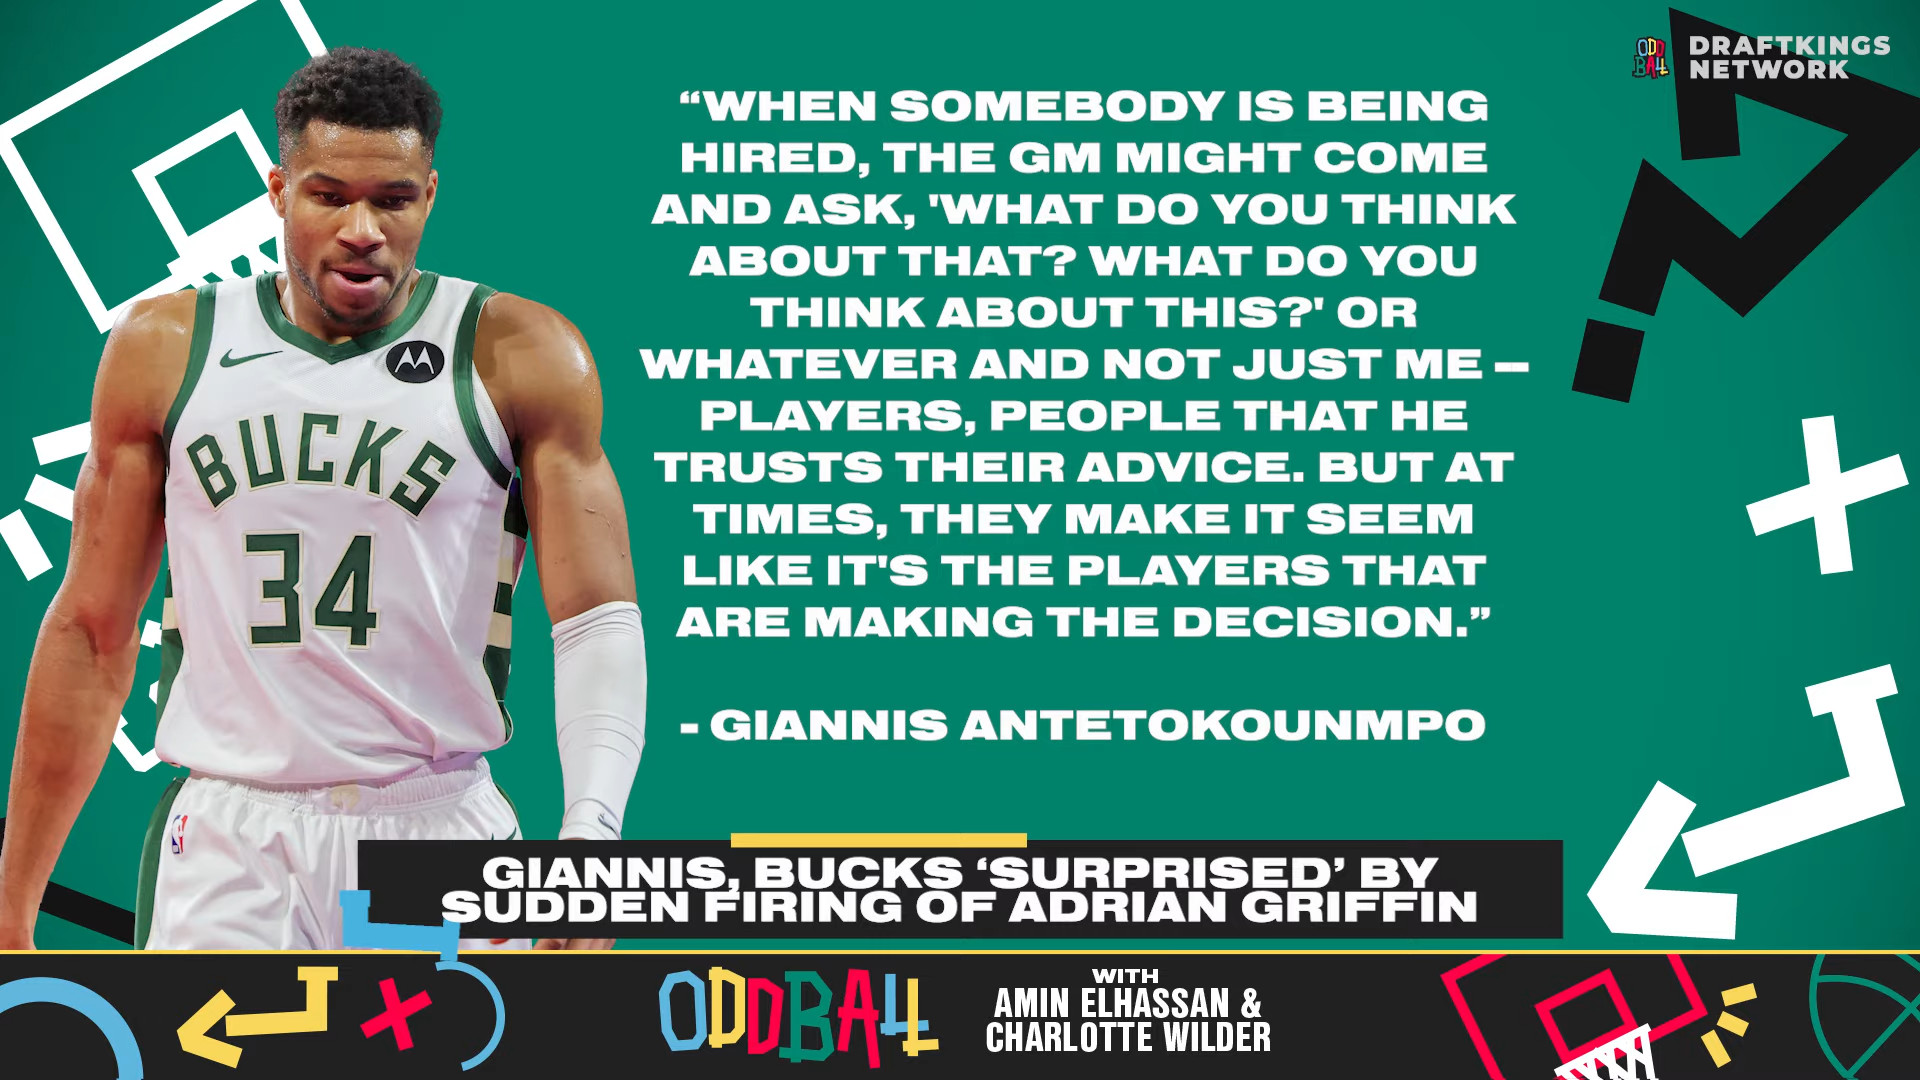 ODD
BALL
DRAFTKINGS
NETWORK
“WHEN SOMEBODY IS BEING
HIRED, THE GM MIGHT COME
AND ASK, 'WHAT DO YOU THINK
ABOUT THAT? WHAT DO YOU
THINK ABOUT THIS?' OR
WHATEVER AND NOT JUST ME –
PLAYERS, PEOPLE THAT HE
TRUSTS THEIR ADVICE. BUT AT
TIMES, THEY MAKE IT SEEM
LIKE IT'S THE PLAYERS THAT
ARE MAKING THE DECISION.”
- GIANNIS ANTETOKOUNMPO
BUCKS
34
GIANNIS, BUCKS ‘SURPRISED’ BY
SUDDEN FIRING OF ADRIAN GRIFFIN
ODDBALL
WITH
AMIN ELHASSAN &
CHARLOTTE WILDER